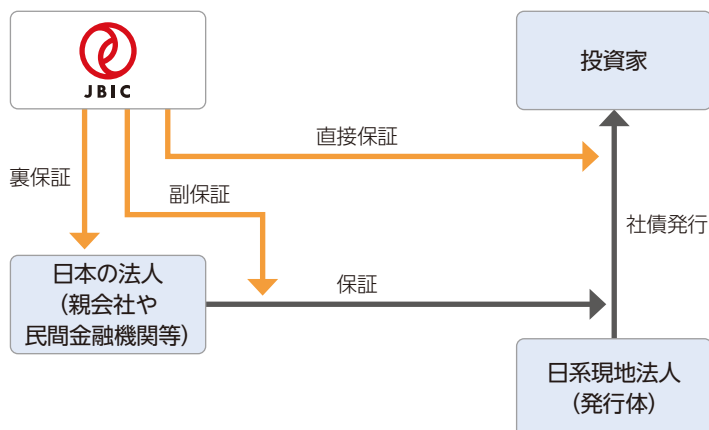 JBIC
投資家
直接保証
裏保証
副保証
社債発行
日本の法人
（親会社や
民間金融機関等）
保証
日系現地法人
（発行体）